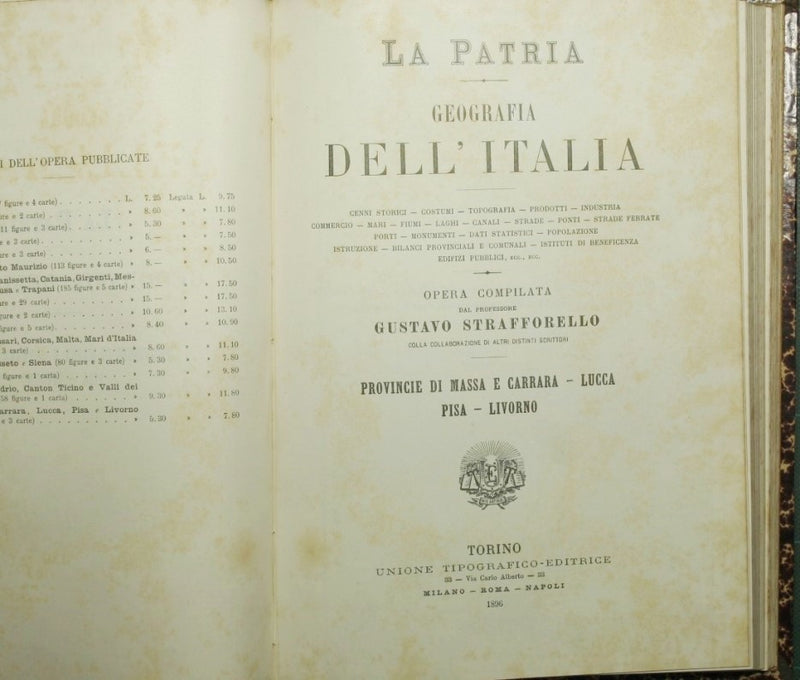 I DELL'OPERA PUBBLICATE
figure e 4 carte) . . . . . . . L. 7. 25 Legata L. 9. 75
e 2 carte) . . . . . . . . » 8. 60 » » 11. 10
11 figure e 3 carte) . . . . . . » 5. 30 » » 7. 80
e 3 carte) . . . . . . . . » 5. — » » 7. 50
e 3 carte) . . . . . . . . » 6. — » » 8. 50
to Maurizio (113 figure e 4 carte) » 8. — » » 10. 50
anissetta, Catania, Girgenti, Mes-
usa e Trapani (185 figure e 5 carte) » 15. — » » 17. 50
e 29 carte) . . . . . . . . » 15. — » » 17. 50
e 2 carte) . . . . . . . . » 10. 60 » » 13. 10
figure e 5 carte) . . . . . . . » 8. 40 » » 10. 90
ssari, Corsica, Malta, Mari d'Italia
3 carte) . . . . . . . . . » 8. 60 » » 11. 10
sseto e Siena (80 figure e 3 carte) » 5. 30 » » 7. 80
figure e 1 carta) . . . . . . . » 7. 30 » » 9. 80
drio, Canton Ticino e Valli dei
58 figure e 1 carta) . . . . . . » 9. 30 » » 11. 80
arrara, Lucca, Pisa e Livorno
e 3 carte) . . . . . . . . . » 5. 30 » » 7. 80
LA PATRIA
GEOGRAFIA
DELL'ITALIA
CENNI STORICI — COSTUMI — TOPOGRAFIA — PRODOTTI — INDUSTRIA
COMMERCIO — MARI — FIUMI — LAGHI — CANALI — STRADE — PONTI — STRADE FERRATE
PORTI — MONUMENTI — DATI STATISTICI — POPOLAZIONE
ISTRUZIONE — BILANCI PROVINCIALI E COMUNALI — ISTITUTI DI BENEFICENZA
EDIFIZI PUBBLICI, ECC., ECC.
OPERA COMPILATA
DAL PROFESSORE
GUSTAVO STRAFFORELLO
COLLA COLLABORAZIONE DI ALTRI DISTINTI SCRITTORI
PROVINCIE DI MASSA E CARRARA – LUCCA
PISA – LIVORNO
TORINO
UNIONE TIPOGRAFICO-EDITRICE
33 — Via Carlo Alberto — 33
MILANO — ROMA — NAPOLI
1896